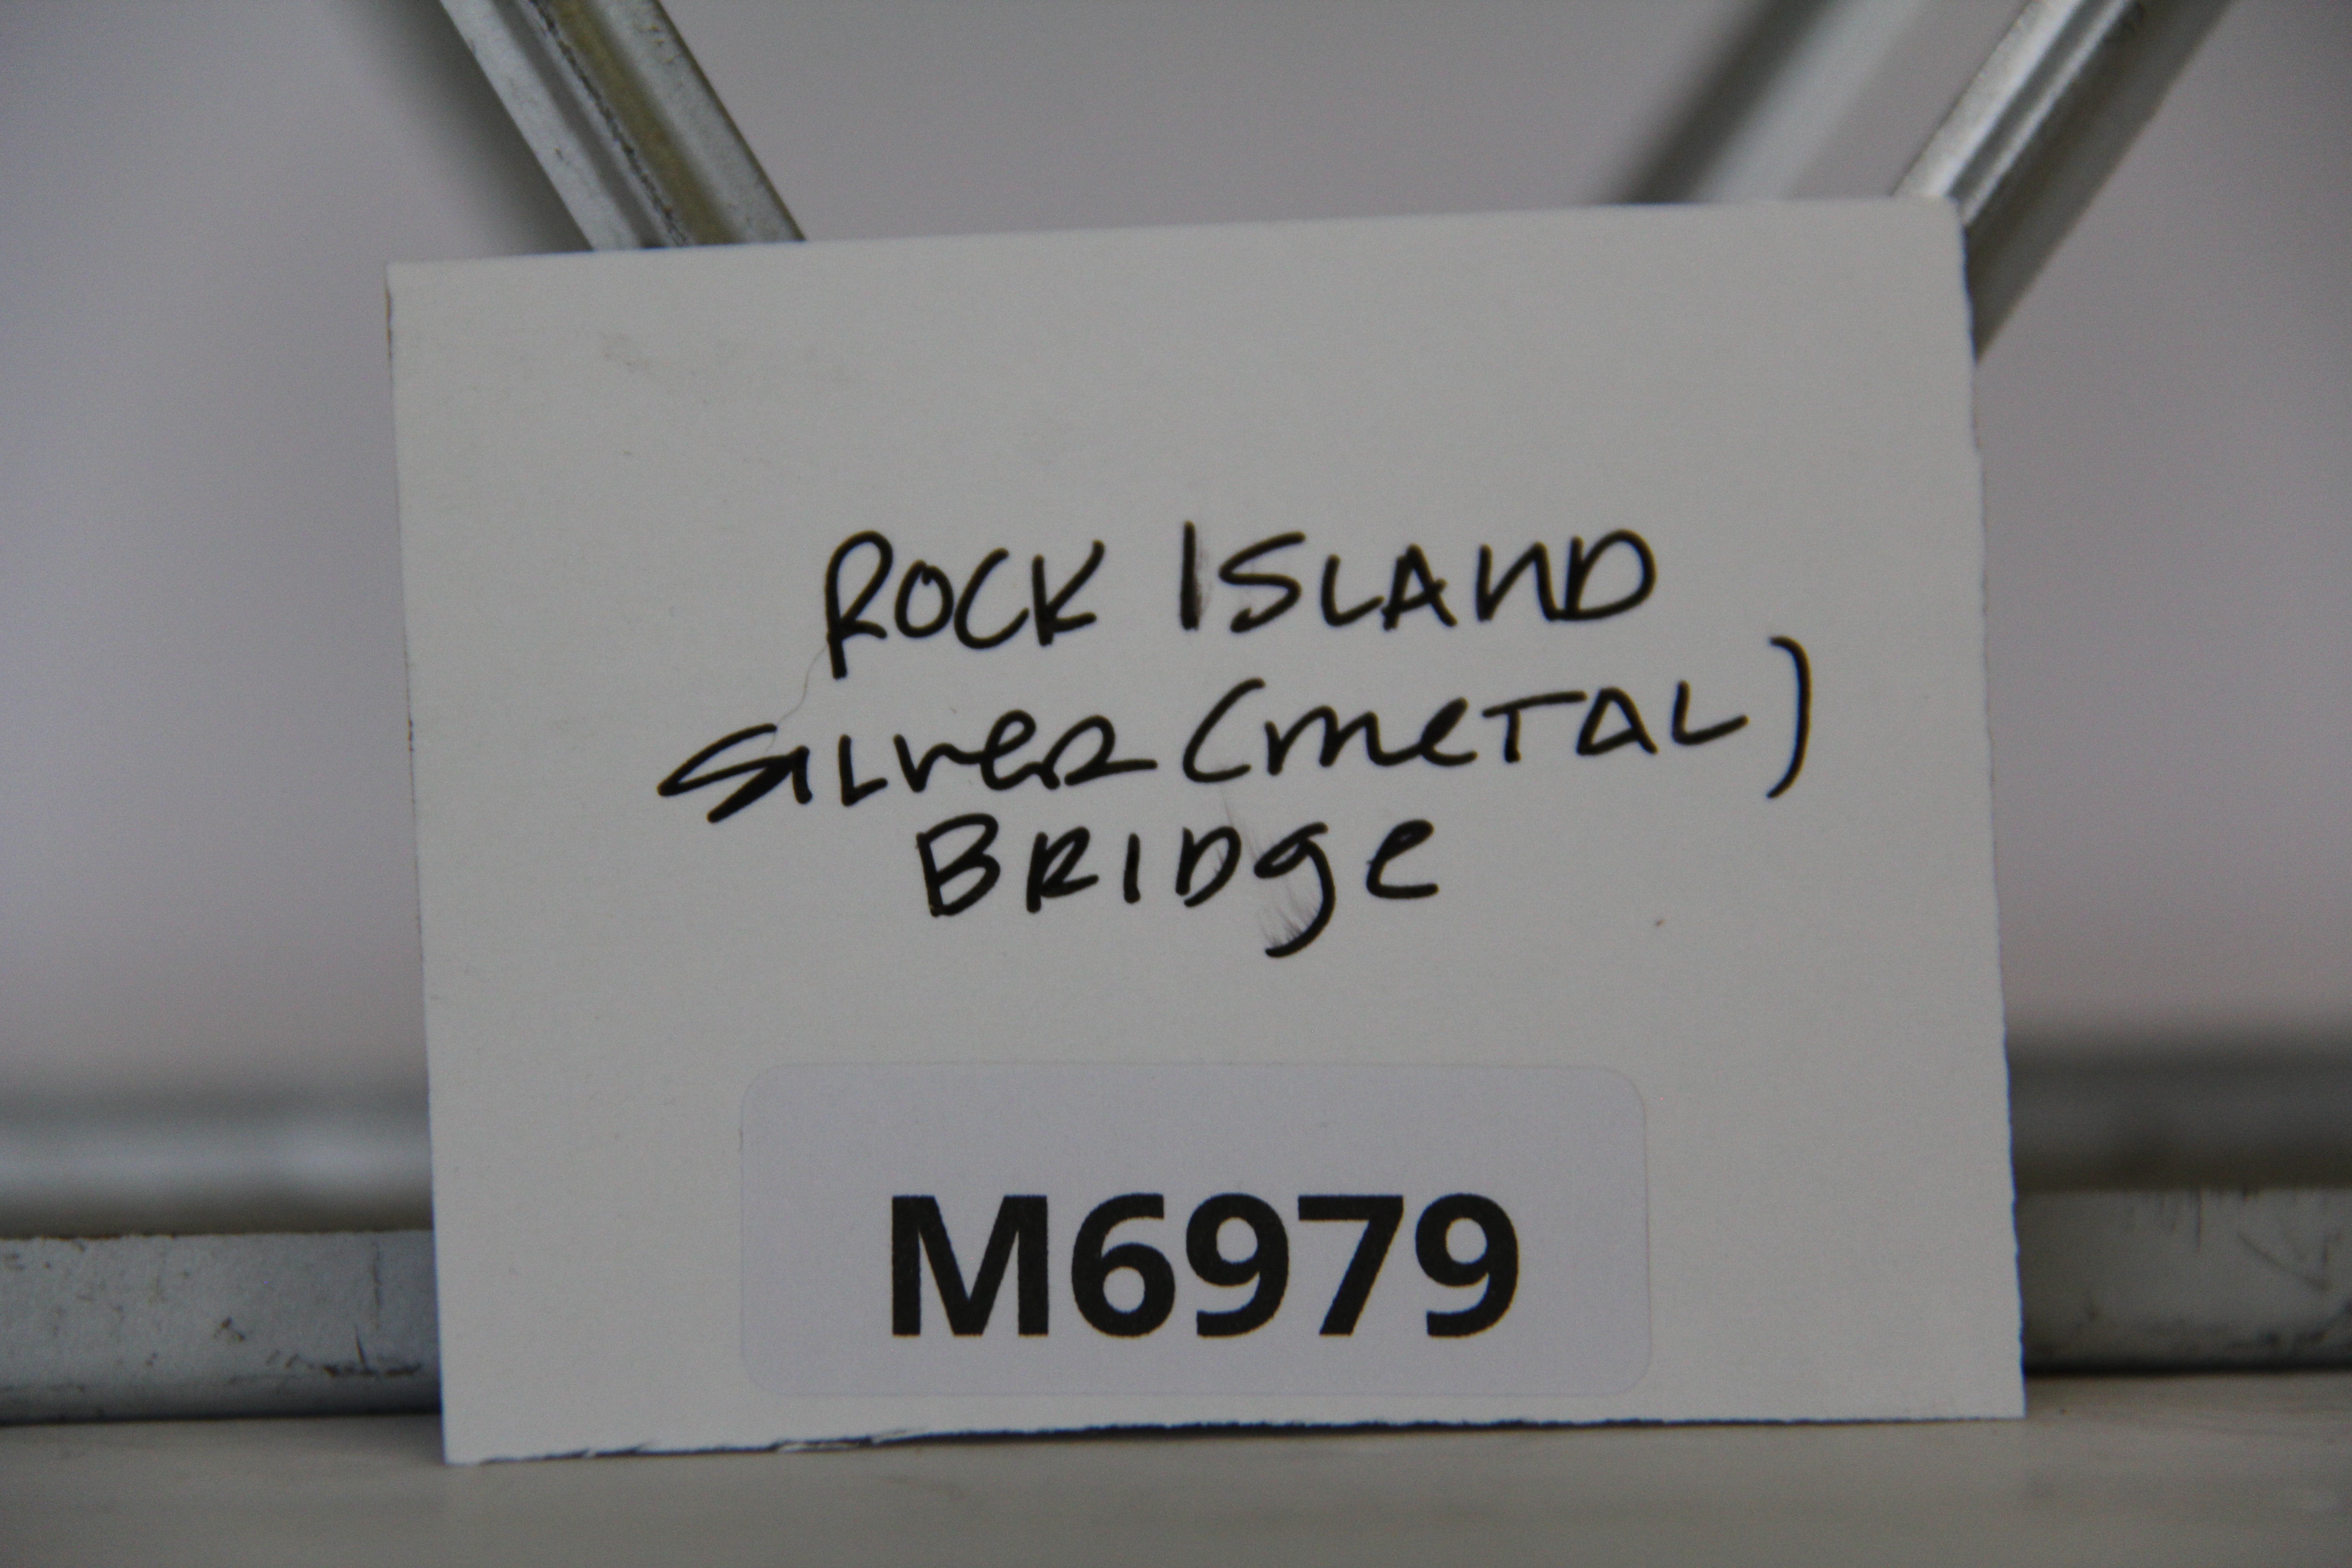 ROCK ISLAND
SILVER (METAL)
BRIDGE
M6979